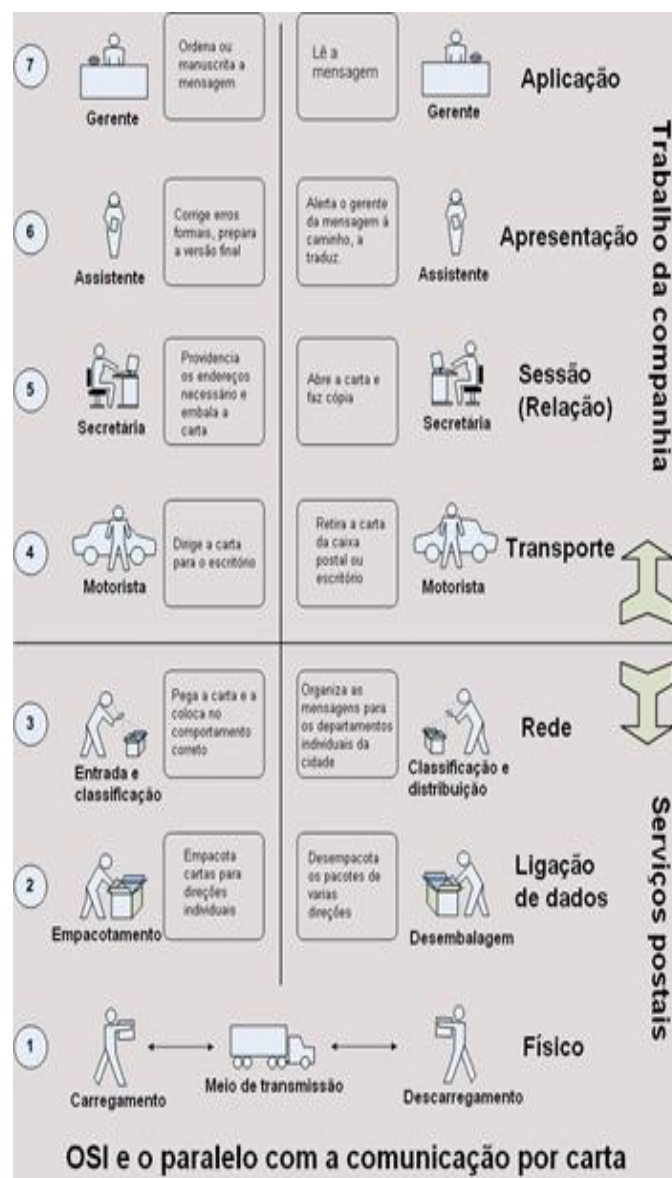 7
Gerente
Ordena ou
manuscrita a
mensagem
Lê a
mensagem
Gerente
Aplicação
6
Assistente
Corrige erros
formais, prepara
a versão final
Alerta o gerente
da mensagem á
caminho, a
traduz.
Assistente
Apresentação
5
Secretária
Providencia
os endereços
necessário e
embala a
carta
Abre a carta e
faz cópia
Secretária
Sessão
(Relação)
4
Motorista
Dirige a carta
para o escritório
Retira a carta
da caixa
postal ou
escritório
Motorista
Transporte
Trabalho da companhia
3
Entrada e
classificação
Pega a carta e a
coloca no
comportamento
correto
Organiza as
mensagens para
os departamentos
individuais da
cidade
Classificação e
distribuição
Rede
2
Empacotamento
Empacota
cartas para
direções
individuais
Desempacota
os pacotes de
varias
direções
Desembalagem
Ligação
de dados
1
Carregamento
Meio de transmissão
Descarregamento
Físico
Serviços postais
OSI e o paralelo com a comunicação por carta